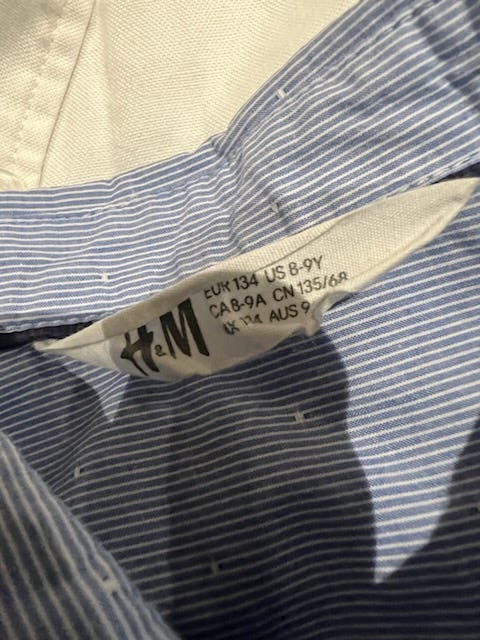 H&M
EUR 134 US 8-9Y
CA 8-9A CN 135/68
134 AUS 9